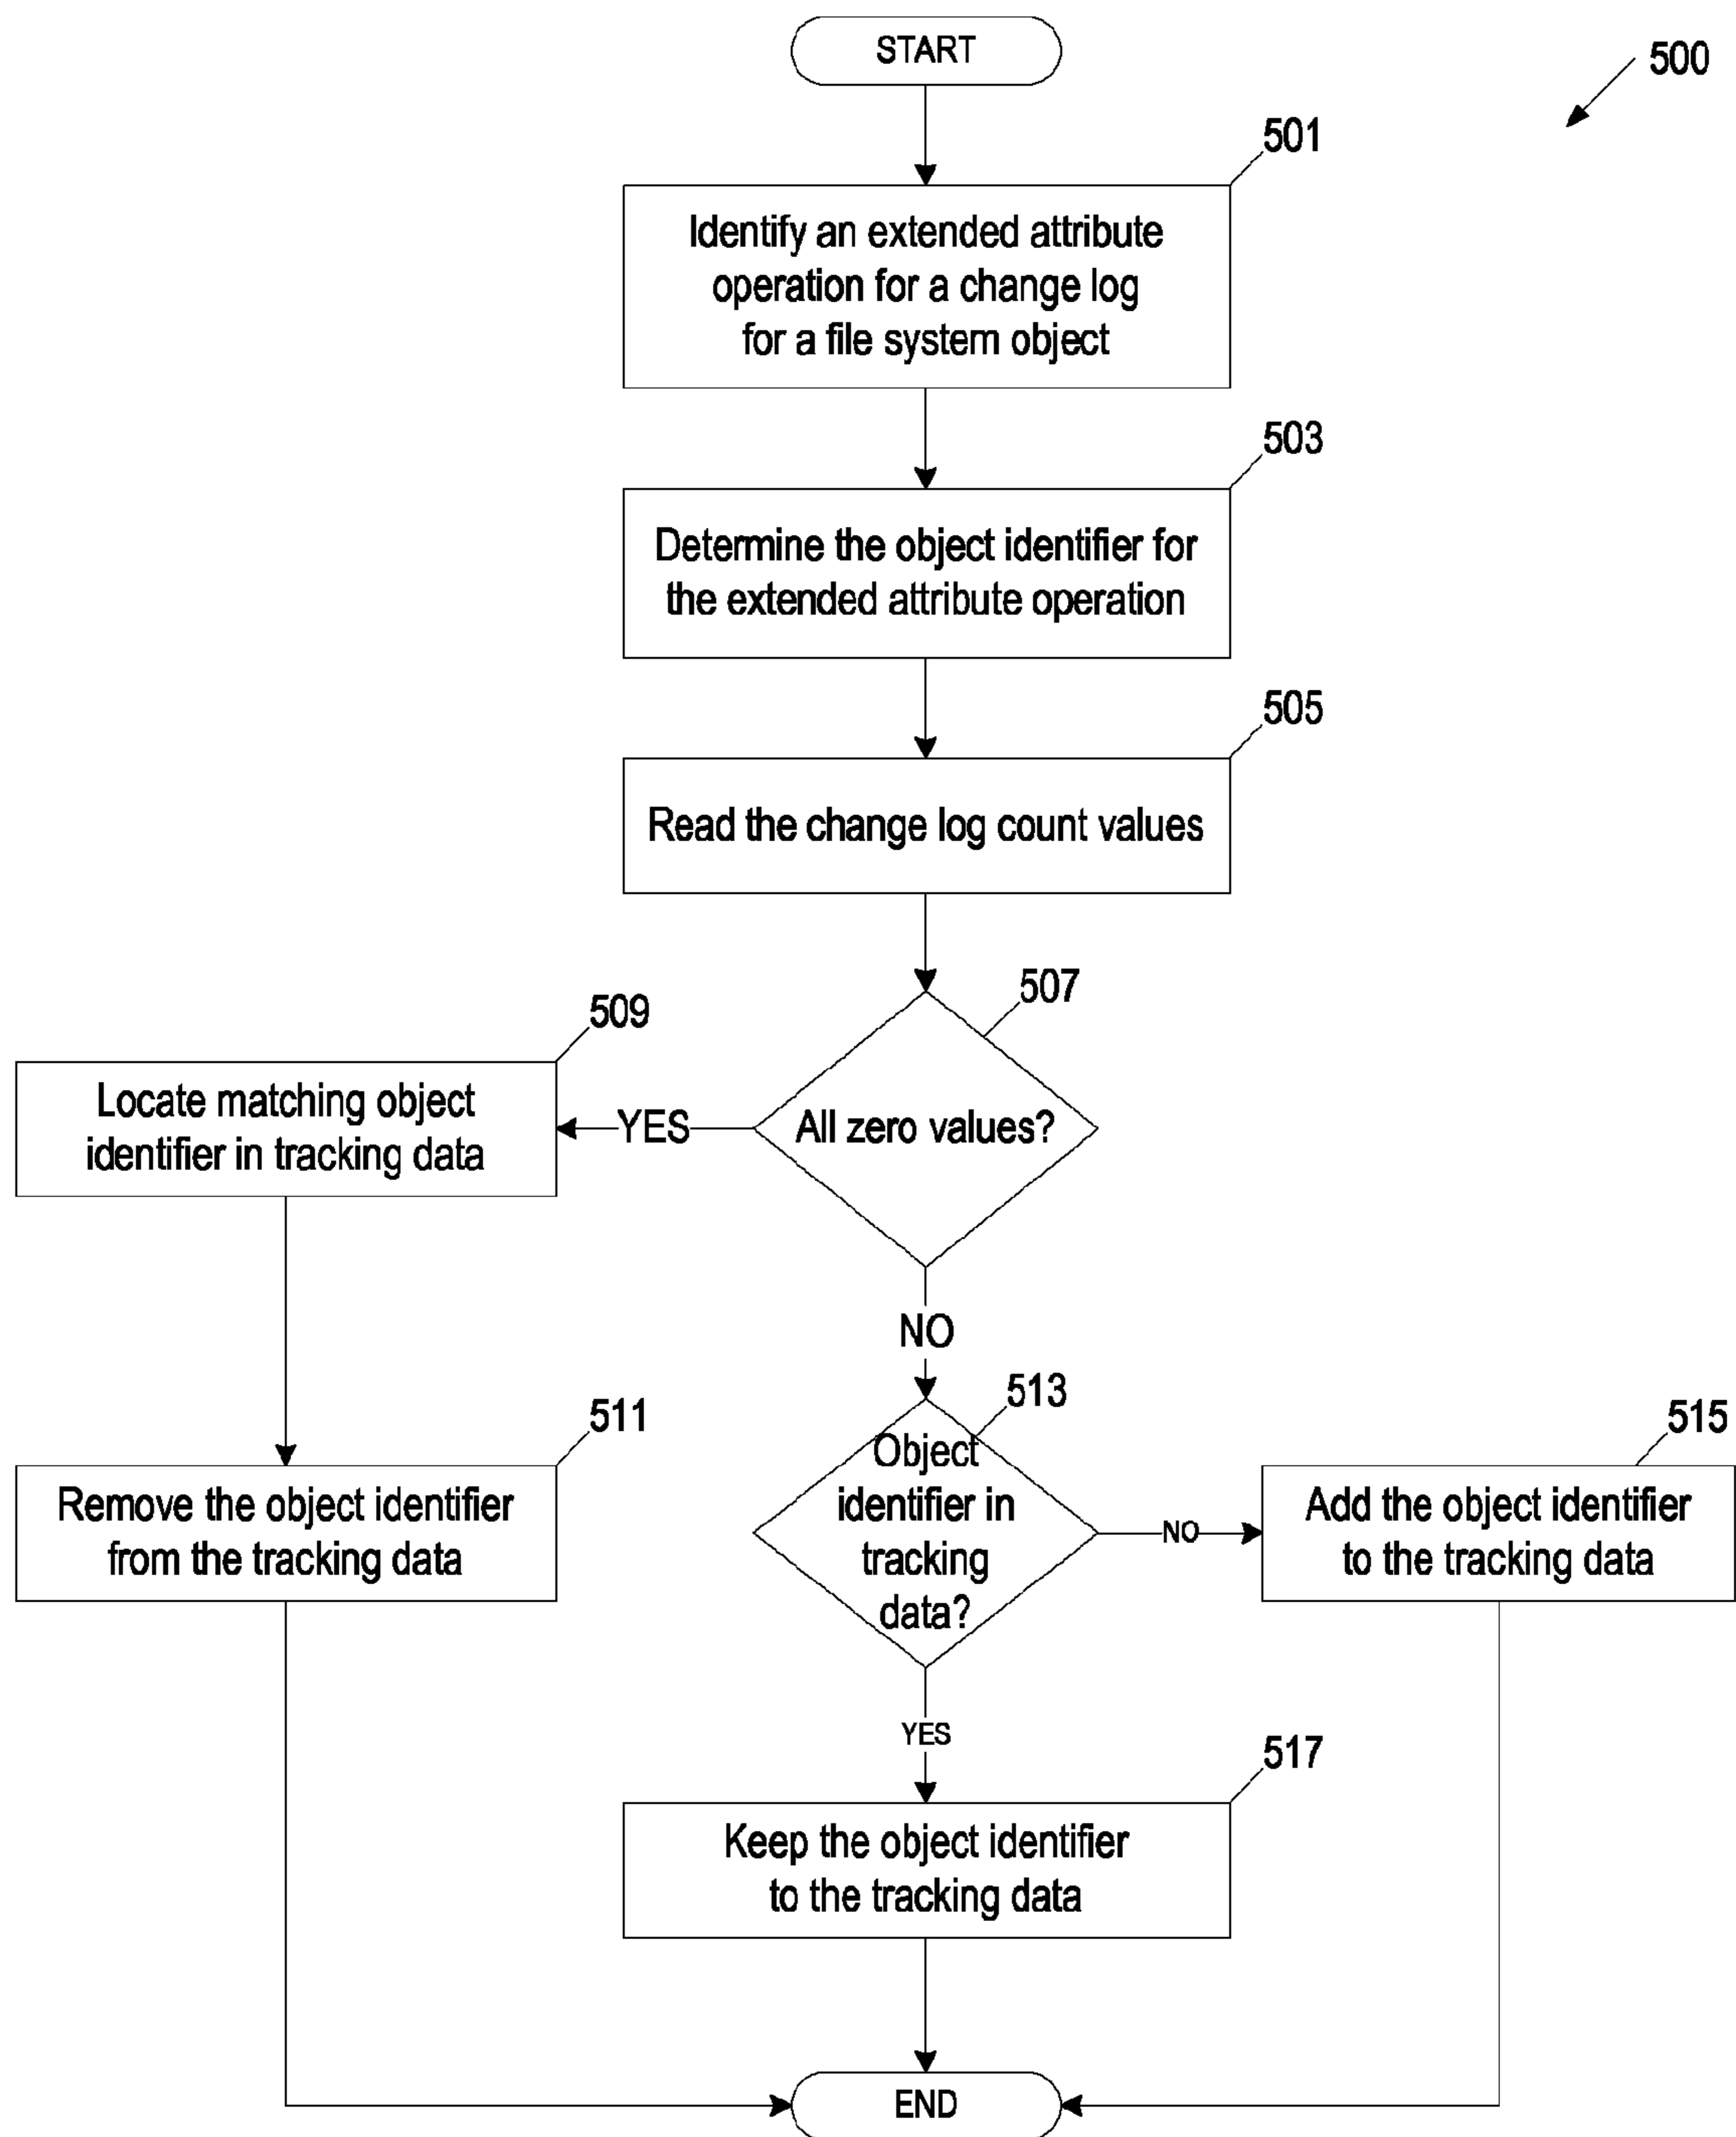 START
500
501
Identify an extended attribute
operation for a change log
for a file system object
503
Determine the object identifier for
the extended attribute operation
505
Read the change log count values
507
All zero values?
YES
509
Locate matching object
identifier in tracking data
NO
511
Remove the object identifier
from the tracking data
513
Object
identifier in
tracking
data?
NO
515
Add the object identifier
to the tracking data
YES
517
Keep the object identifier
to the tracking data
END